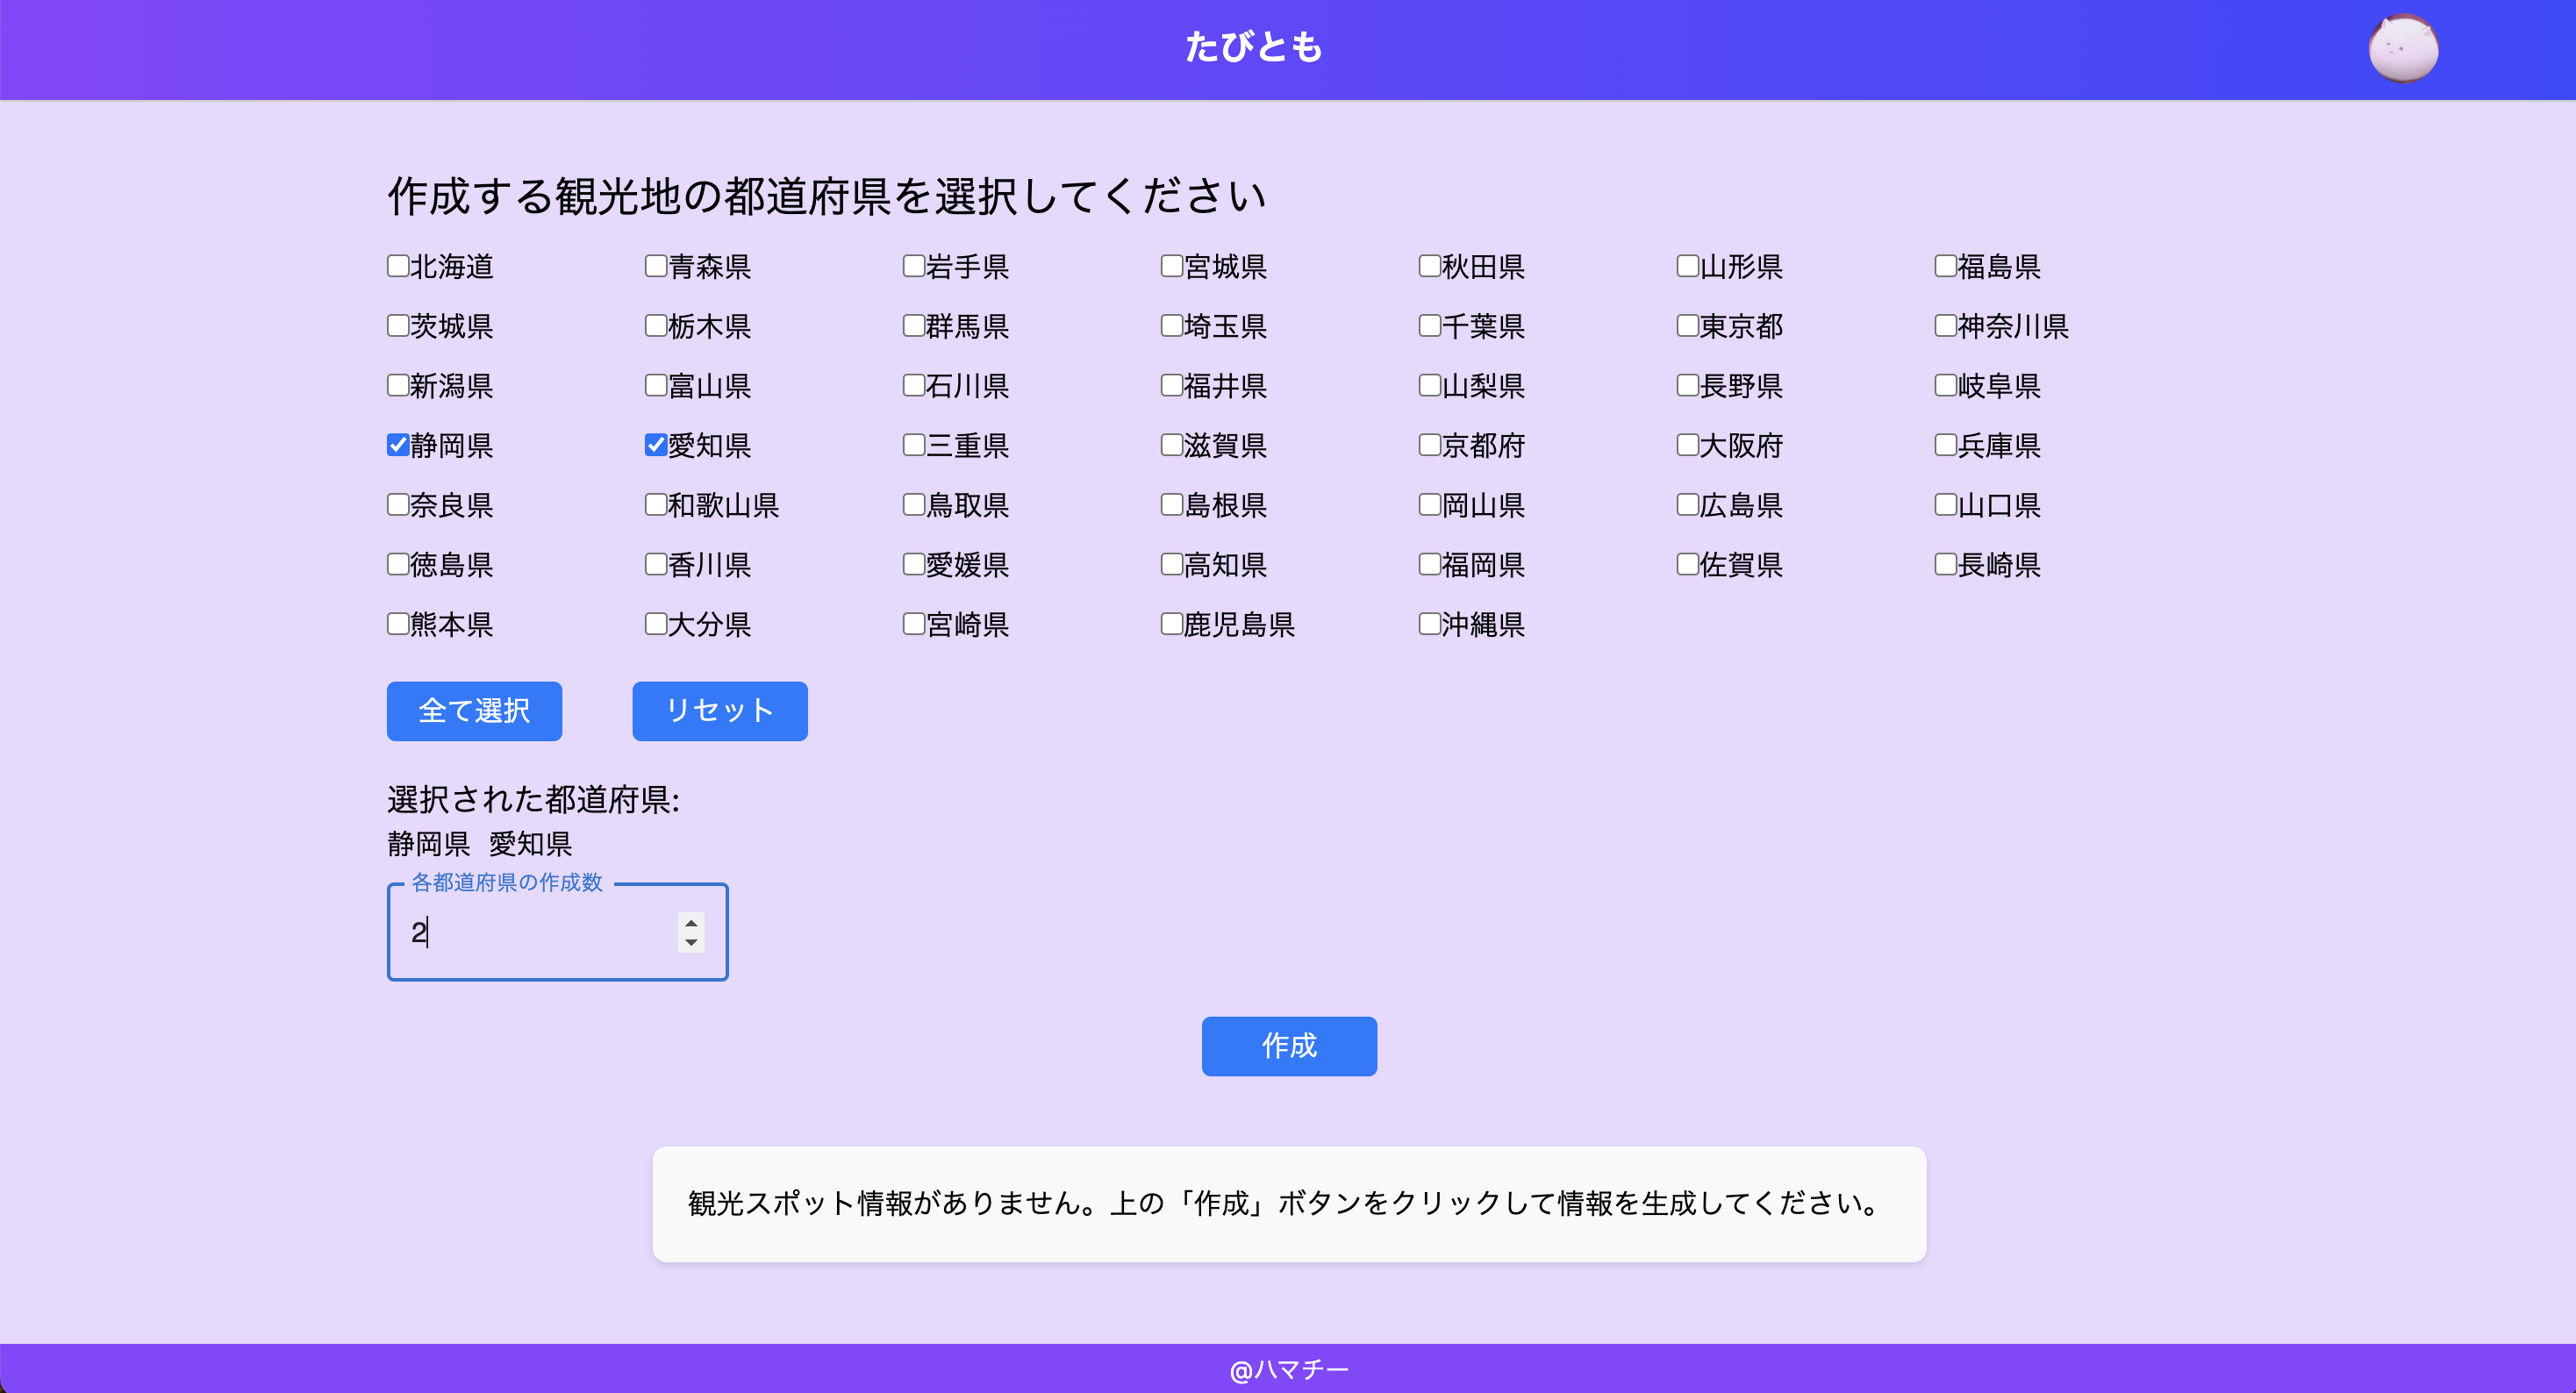 たびとも
作成する観光地の都道府県を選択してください
北海道 青森県 岩手県 宮城県 秋田県 山形県 福島県
茨城県 栃木県 群馬県 埼玉県 千葉県 東京都 神奈川県
新潟県 富山県 石川県 福井県 山梨県 長野県 岐阜県
静岡県 愛知県 三重県 滋賀県 京都府 大阪府 兵庫県
奈良県 和歌山県 鳥取県 島根県 岡山県 広島県 山口県
徳島県 香川県 愛媛県 高知県 福岡県 佐賀県 長崎県
熊本県 大分県 宮崎県 鹿児島県 沖縄県
全て選択 リセット
選択された都道府県:
静岡県 愛知県
各都道府県の作成数
2
作成
観光スポット情報がありません。上の「作成」ボタンをクリックして情報を生成してください。
@ハマチー